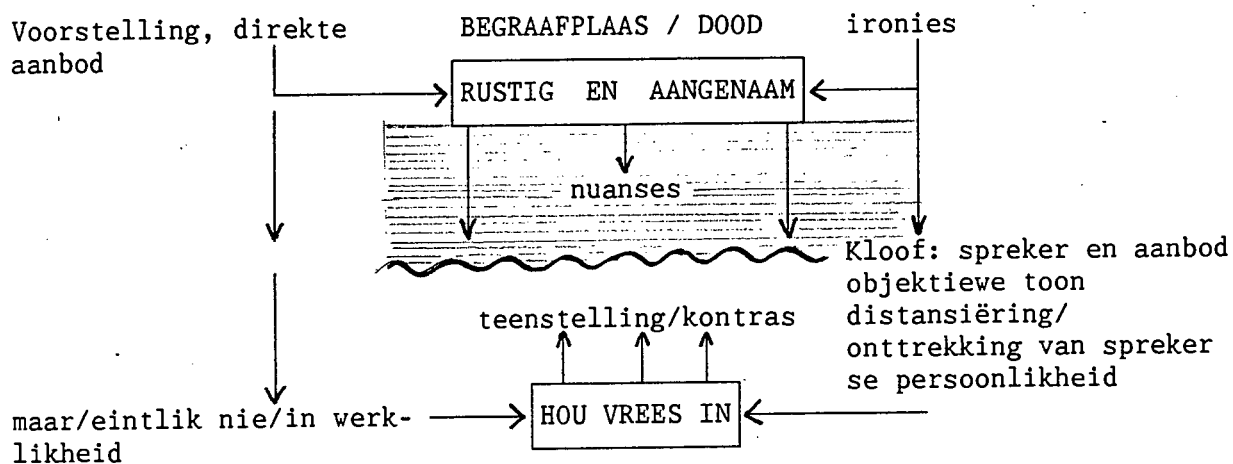 Voorstelling, direkte
aanbod
BEGRAAFPLAAS / DOOD
ironies
RUSTIG EN AANGENAAM
nuanses
Kloof: spreker en aanbod
objektiewe toon
distansiëring/
onttrekking van spreker
se persoonlikheid
teenstelling/kontras
maar/eintlik nie/in werk-
likheid
HOU VREES IN